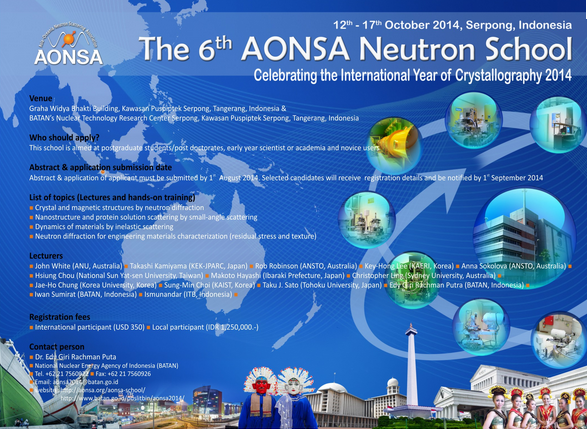 12th - 17th October 2014, Serpong, Indonesia
AONSA
The 6th AONSA Neutron School
Celebrating the International Year of Crystallography 2014
Venue
Graha Widya Bhakti Building, Kawasan Puspiptek Serpong, Tangerang, Indonesia &
BATAN's Nuclear Technology Research Center Serpong, Kawasan Puspiptek Serpong, Tangerang, Indonesia
Who should apply?
This school is aimed at postgraduate students/post doctorates, early year scientist or academia and novice users
Abstract & application submission date
Abstract & application of applicant must be submitted by 1st August 2014. Selected candidates will receive registration details and be notified by 1st September 2014
List of topics (Lectures and hands-on training)
Crystal and magnetic structures by neutron diffraction
Nanostructure and protein solution scattering by small-angle scattering
Dynamics of materials by inelastic scattering
Neutron diffraction for engineering materials characterization (residual stress and texture)
Lecturers
John White (ANU, Australia) Takashi Kamiyama (KEK-JPARC, Japan) Rob Robinson (ANSTO, Australia) Key-Hong Lee (KAERI, Korea) Anna Sokolova (ANSTO, Australia)
Hsiung Chou (National Sun Yat-sen University, Taiwan) Makoto Hayashi (Ibaraki Prefecture, Japan) Christopher Ling (Sydney University, Australia)
Jae-Ho Chung (Korea University, Korea) Sung-Min Choi (KAIST, Korea) Taku J. Sato (Tohoku University, Japan) Edy Giri Rachman Putra (BATAN, Indonesia)
Iwan Sumirat (BATAN, Indonesia) Ismunandar (ITB, Indonesia)
Registration fees
International participant (USD 350) Local participant (IDR 1,250,000.-)
Contact person
Dr. Edy Giri Rachman Puta
National Nuclear Energy Agency of Indonesia (BATAN)
Tel. +62 21 7560922 Fax: +62 21 7560926
Email: aonsa2014@batan.go.id
website: http://aonsa.org/aonsa-school/
http://www.batan.go.id/puslitbin/aonsa2014/